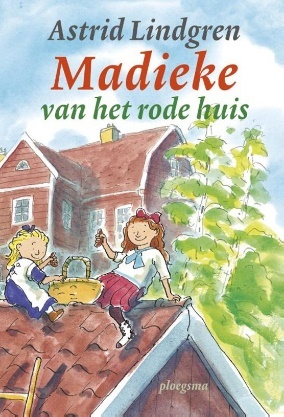 Astrid Lindgren
Madieke
van het rode huis
ploegsma